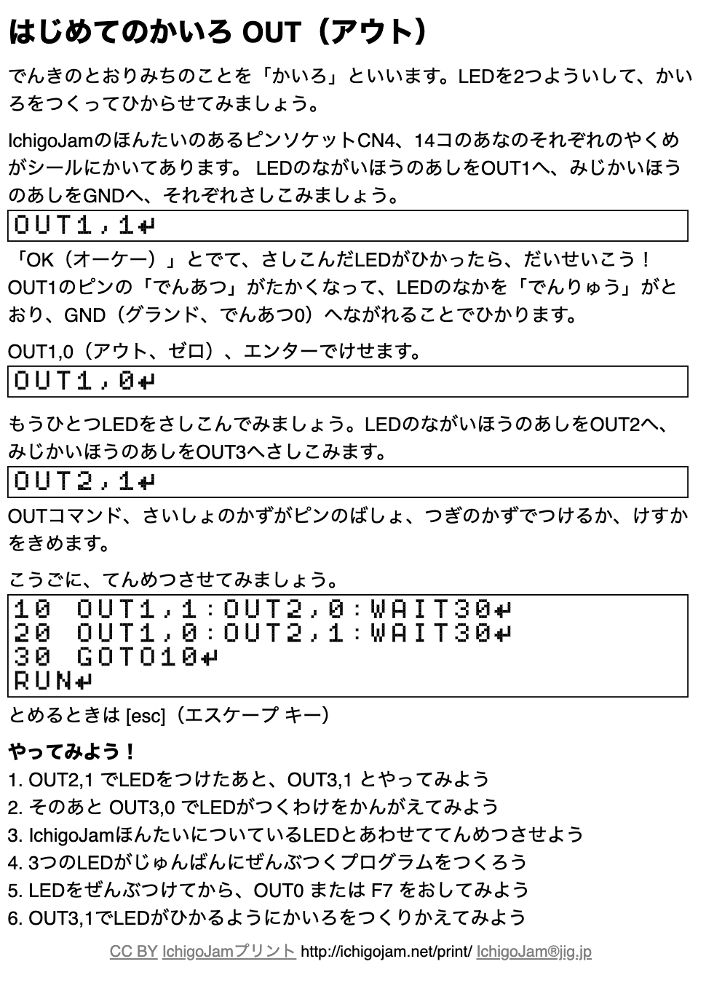 はじめてのかいろ OUT（アウト）
でんきのとおりみちのことを「かいろ」といいます。LEDを2つよういして、かい
ろをつくってひからせてみましょう。
IchigoJamのほんたいのあるピンソケットCN4、14コのあなのそれぞれのやくめ
がシールにかいてあります。 LEDのながいほうのあしをOUT1へ、みじかいほう
のあしをGNDへ、それぞれさしこみましょう。
OUT1,1↵
「OK（オーケー）」とでて、さしこんだLEDがひかったら、だいせいこう！
OUT1のピンの「でんあつ」がたかくなって、LEDのなかを「でんりゅう」がと
おり、GND（グランド、でんあつ0）へながれることでひかります。
OUT1,0（アウト、ゼロ）、エンターでけせます。
OUT1,0↵
もうひとつLEDをさしこんでみましょう。LEDのながいほうのあしをOUT2へ、
みじかいほうのあしをOUT3へさしこみます。
OUT2,1↵
OUTコマンド、さいしょのかずがピンのばしょ、つぎのかずでつけるか、けすか
をきめます。
こうごに、てんめつさせてみましょう。
10 OUT1,1:OUT2,0:WAIT30↵
20 OUT1,0:OUT2,1:WAIT30↵
30 GOTO10↵
RUN↵
とめるときは [esc]（エスケープ キー）
やってみよう！
1. OUT2,1 でLEDをつけたあと、OUT3,1 とやってみよう
2. そのあと OUT3,0 でLEDがつくわけをかんがえてみよう
3. IchigoJamほんたいについているLEDとあわせててんめつさせよう
4. 3つのLEDがじゅんばんにぜんぶつくプログラムをつくろう
5. LEDをぜんぶつけてから、OUT0 または F7 をおしてみよう
6. OUT3,1でLEDがひかるようにかいろをつくりかえてみよう
CC BY IchigoJamプリント http://ichigojam.net/print/ IchigoJam®jig.jp